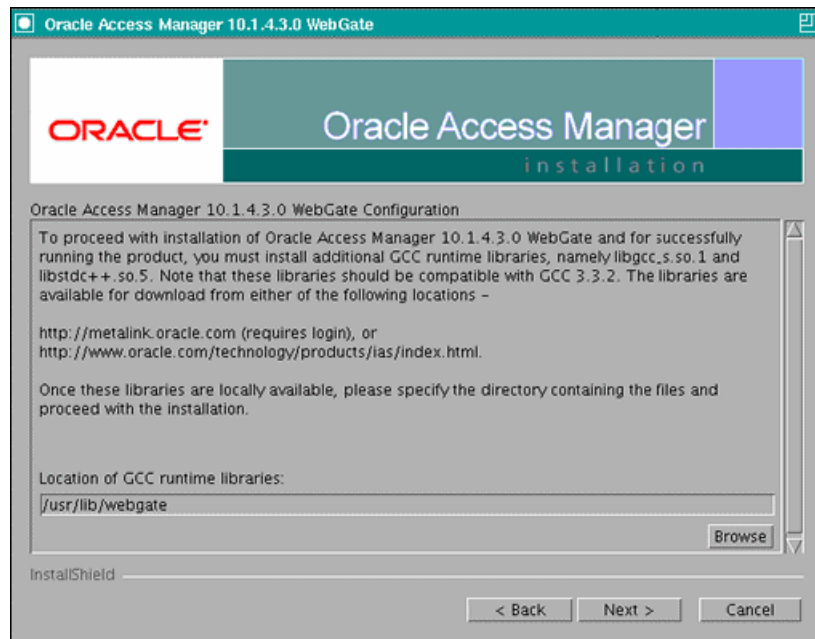 Oracle Access Manager 10.1.4.3.0 WebGate
ORACLE®
Oracle Access Manager
installation
Oracle Access Manager 10.1.4.3.0 WebGate Configuration
To proceed with installation of Oracle Access Manager 10.1.4.3.0 WebGate and for successfully
running the product, you must install additional GCC runtime libraries, namely libgcc_s.so.1 and
libstdc++.so.5. Note that these libraries should be compatible with GCC 3.3.2. The libraries are
available for download from either of the following locations -
http://metalink.oracle.com (requires login), or
http://www.oracle.com/technology/products/ias/index.html.
Once these libraries are locally available, please specify the directory containing the files and
proceed with the installation.
Location of GCC runtime libraries:
/usr/lib/webgate
Browse
InstallShield
< Back Next > Cancel